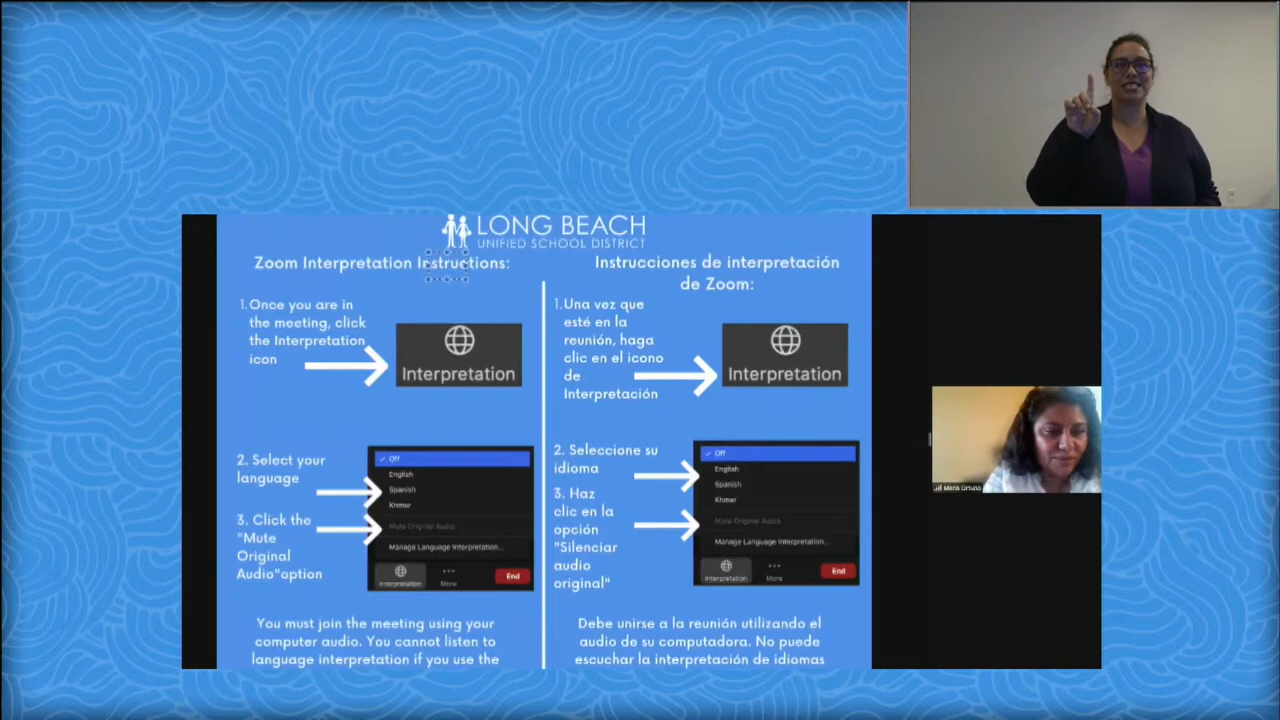 LONG BEACH
UNIFIED SCHOOL DISTRICT
Zoom Interpretation Instructions:
1. Once you are in
the meeting, click
the Interpretation
icon
Interpretation
2. Select your
language
3. Click the
"Mute
Original
Audio"option
Off
English
Spanish
Khmer
Mute Original Audio
Manage Language Interpretation...
Interpretation
More
End
You must join the meeting using your
computer audio. You cannot listen to
language interpretation if you use the
Instrucciones de interpretación
de Zoom:
1. Una vez que
esté en la
reunión, haga
clic en el icono
de
Interpretación
Interpretation
2. Seleccione su
idioma
3. Haz
clic en la
opción
"Silenciar
audio
original"
Off
English
Spanish
Khmer
Mute Original Audio
Manage Language Interpretation...
Interpretation
More
End
Debe unirse a la reunión utilizando el
audio de su computadora. No puede
escuchar la interpretación de idiomas
Maria Ortuño